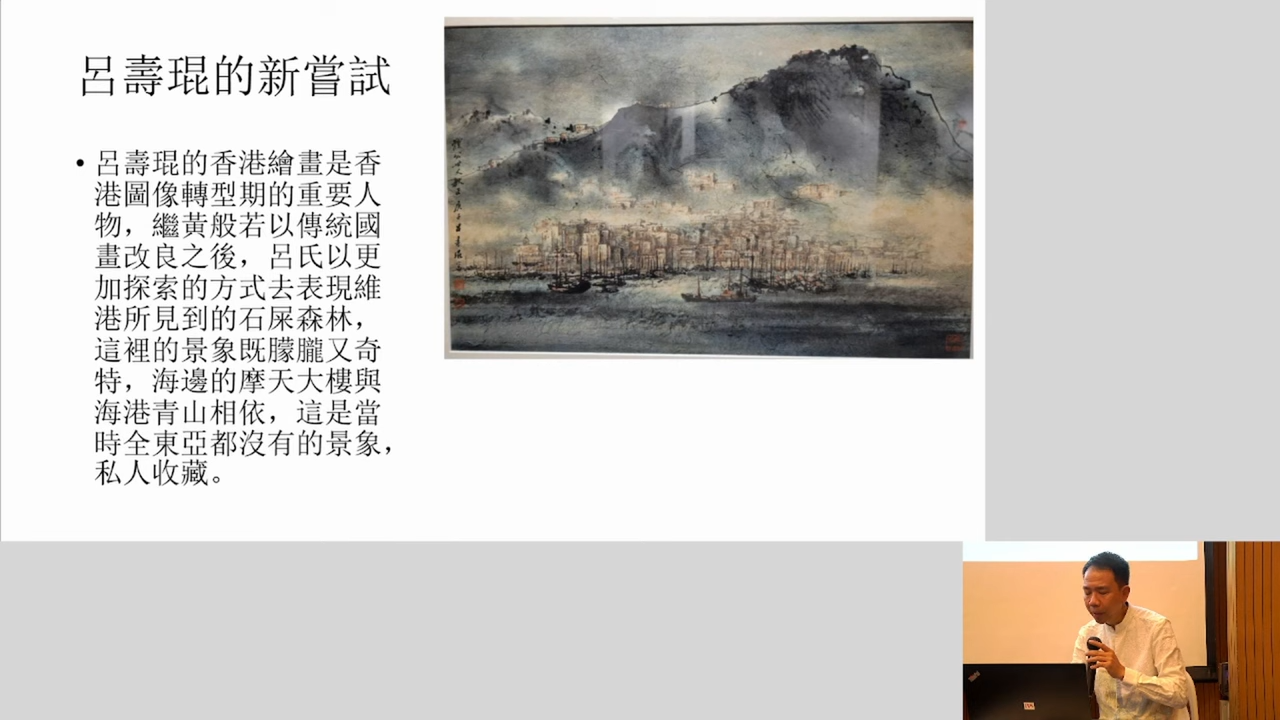 呂壽琨的新嘗試
• 呂壽琨的香港繪畫是香
港圖像轉型期的重要人
物，繼黃般若以傳統國
畫改良之後，呂氏以更
加探索的方式去表現維
港所見到的石屎森林，
這裡的景象既朦朧又奇
特，海邊的摩天大樓與
海港青山相依，這是當
時全東亞都沒有的景象，
私人收藏。